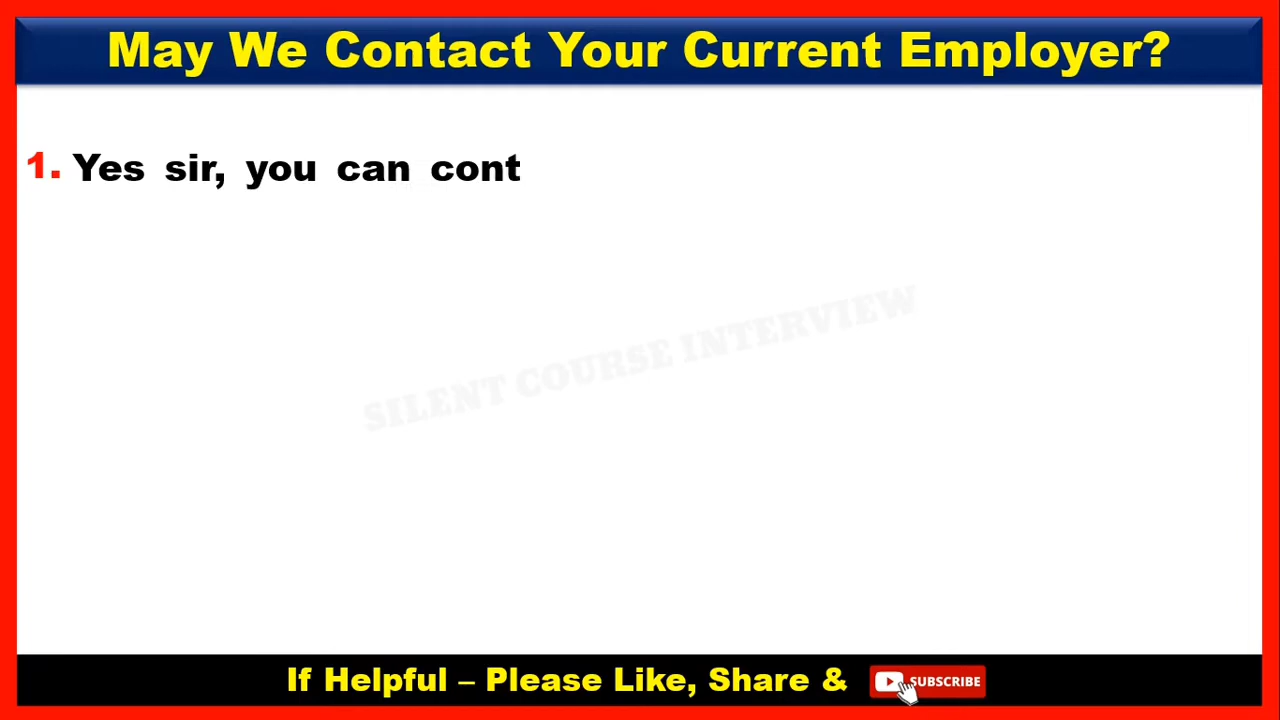 May We Contact Your Current Employer?
1. Yes sir, you can cont
SILENT COURSE INTERVIEW
If Helpful – Please Like, Share & SUBSCRIBE